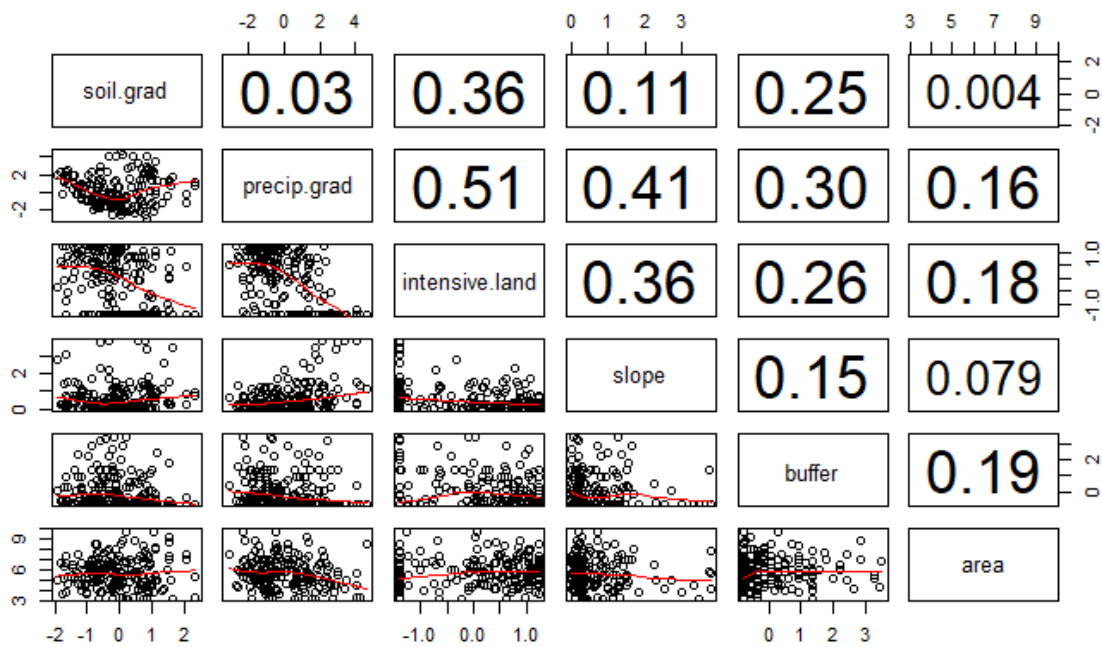 -2 0 2 4
0 1 2 3
3 5 7 9
soil.grad 0.03 0.36 0.11 0.25 0.004
-2 0 2
-2 2
precip.grad 0.51 0.41 0.30 0.16
intensive.land 0.36 0.26 0.18
-1.0 1.0
0 2
slope 0.15 0.079
buffer 0.19
0 2
3 6 9
area
-2 -1 0 1 2
-1.0 0.0 1.0
0 1 2 3